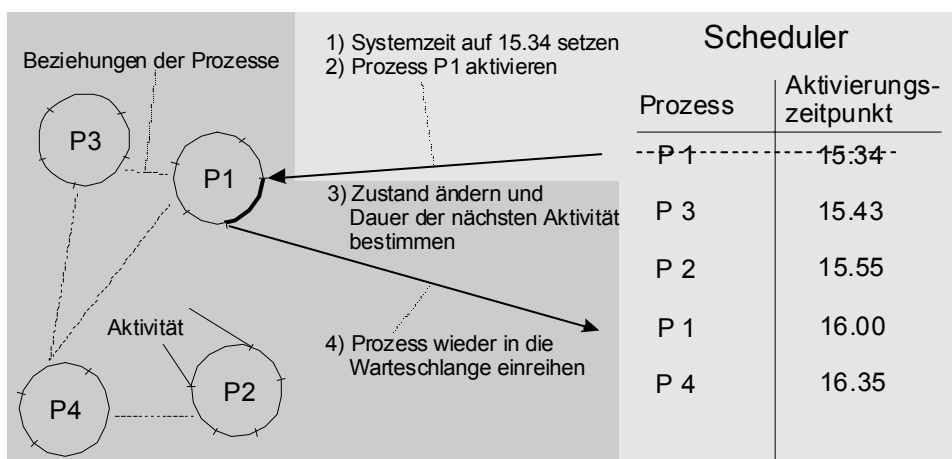 Beziehungen der Prozesse
P3
P1
Aktivität
P4
P2
1) Systemzeit auf 15.34 setzen
2) Prozess P1 aktivieren
3) Zustand ändern und
Dauer der nächsten Aktivität
bestimmen
4) Prozess wieder in die
Warteschlange einreihen
Scheduler
Prozess
Aktivierungs-
zeitpunkt
P 1 15.34
P 3 15.43
P 2 15.55
P 1 16.00
P 4 16.35